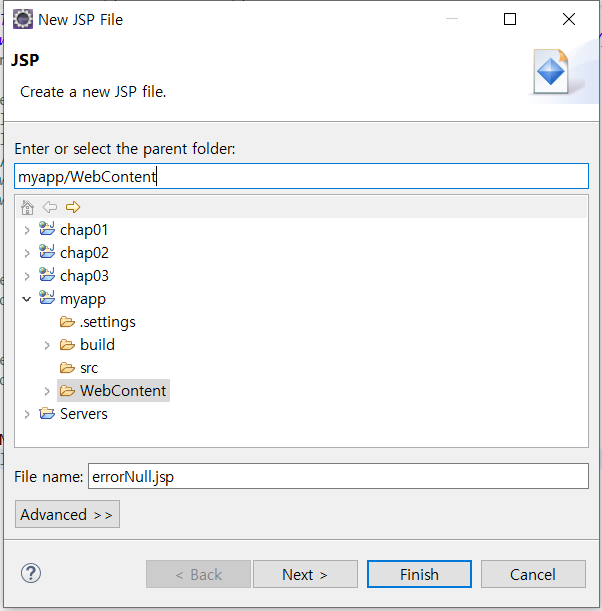 New JSP File
JSP
Create a new JSP file.
Enter or select the parent folder:
myapp/WebContent
chap01
chap02
chap03
myapp
.settings
build
src
WebContent
Servers
File name: errorNull.jsp
Advanced >>
? < Back Next > Finish Cancel